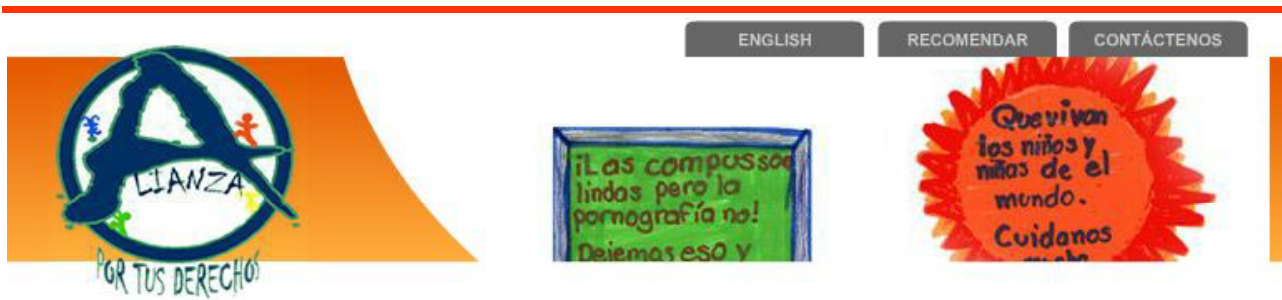 ENGLISH
RECOMENDAR
CONTÁCTENOS
ALIANZA
POR TUS DERECHOS
¡Las compus son
lindas pero la
pornografía no!
Dejemos eso y
Que vivan
los niños y
niñas de el
mundo.
Cuidanos